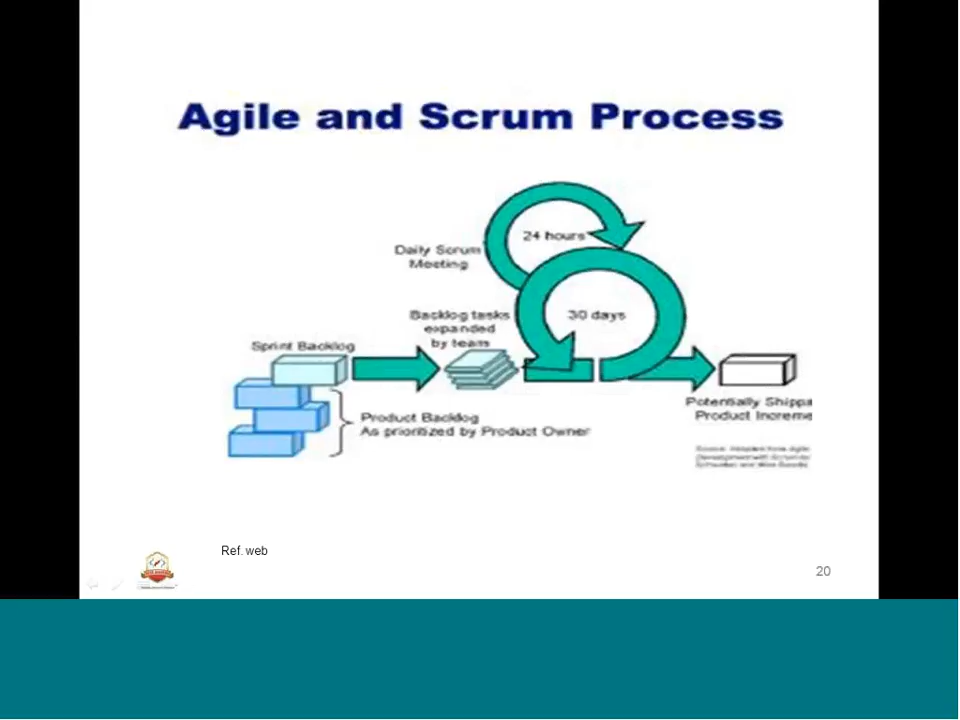 Agile and Scrum Process
24 hours
Daily Scrum
Meeting
Backlog tasks
expanded
by team
30 days
Sprint Backlog
Potentially Shippa
Product Increme
Product Backlog
As prioritized by Product Owner
Ref. web
20